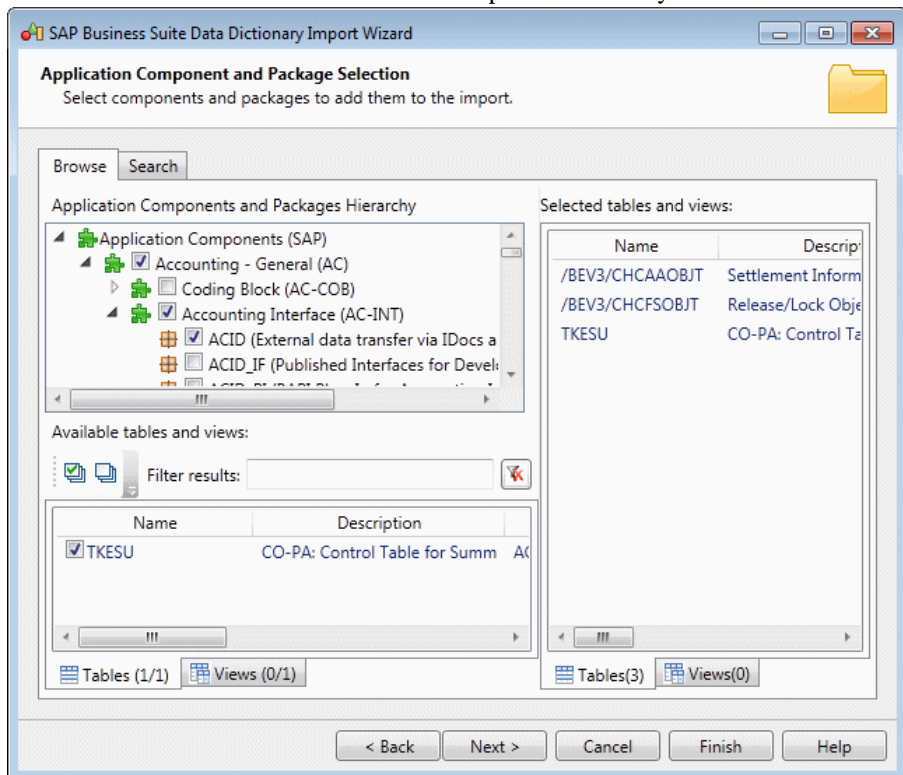 SAP Business Suite Data Dictionary Import Wizard
Application Component and Package Selection
Select components and packages to add them to the import.
Browse Search
Application Components and Packages Hierarchy
Application Components (SAP)
Accounting - General (AC)
Coding Block (AC-COB)
Accounting Interface (AC-INT)
ACID (External data transfer via IDocs a
ACID_IF (Published Interfaces for Devel
Available tables and views:
Filter results:
Name Description
TKESU CO-PA: Control Table for Summ AC
Tables (1/1) Views (0/1)
Selected tables and views:
Name Descript
/BEV3/CHCAAOBJT Settlement Inform
/BEV3/CHCFSOBJT Release/Lock Obje
TKESU CO-PA: Control Ta
Tables(3) Views(0)
< Back Next > Cancel Finish Help